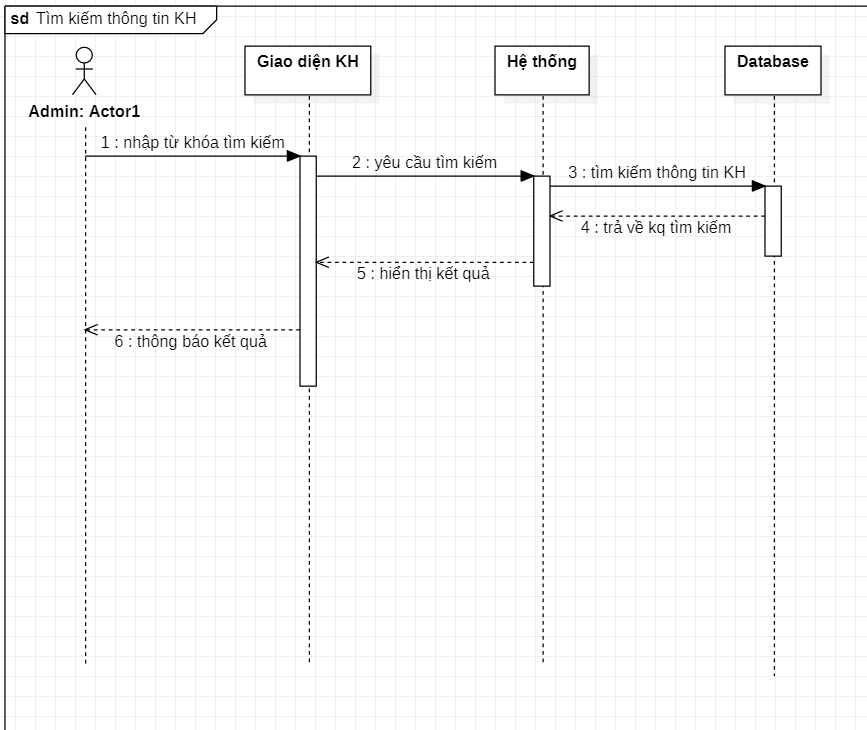 sd Tìm kiếm thông tin KH
Giao diện KH
Hệ thống
Database
Admin: Actor1
1 : nhập từ khóa tìm kiếm
2 : yêu cầu tìm kiếm
3 : tìm kiếm thông tin KH
4 : trả về kq tìm kiếm
5 : hiển thị kết quả
6 : thông báo kết quả